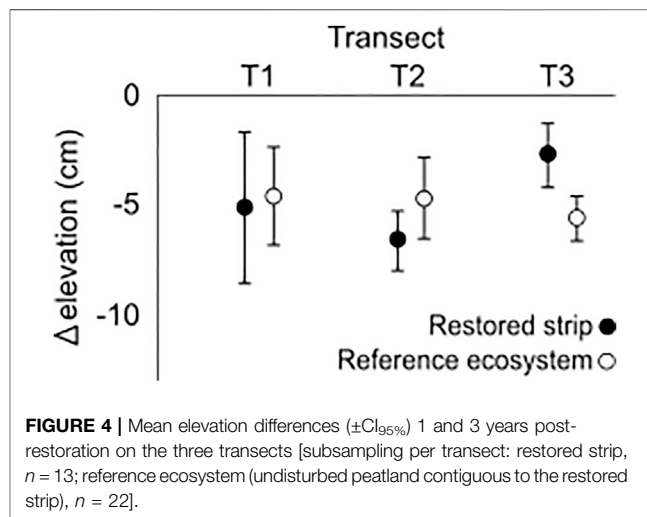 Transect
T1 T2 T3
0
-5
-10
Δ elevation (cm)
Restored strip
Reference ecosystem
FIGURE 4 | Mean elevation differences (±CI95%) 1 and 3 years post-
restoration on the three transects [subsampling per transect: restored strip,
n = 13; reference ecosystem (undisturbed peatland contiguous to the restored
strip), n = 22].